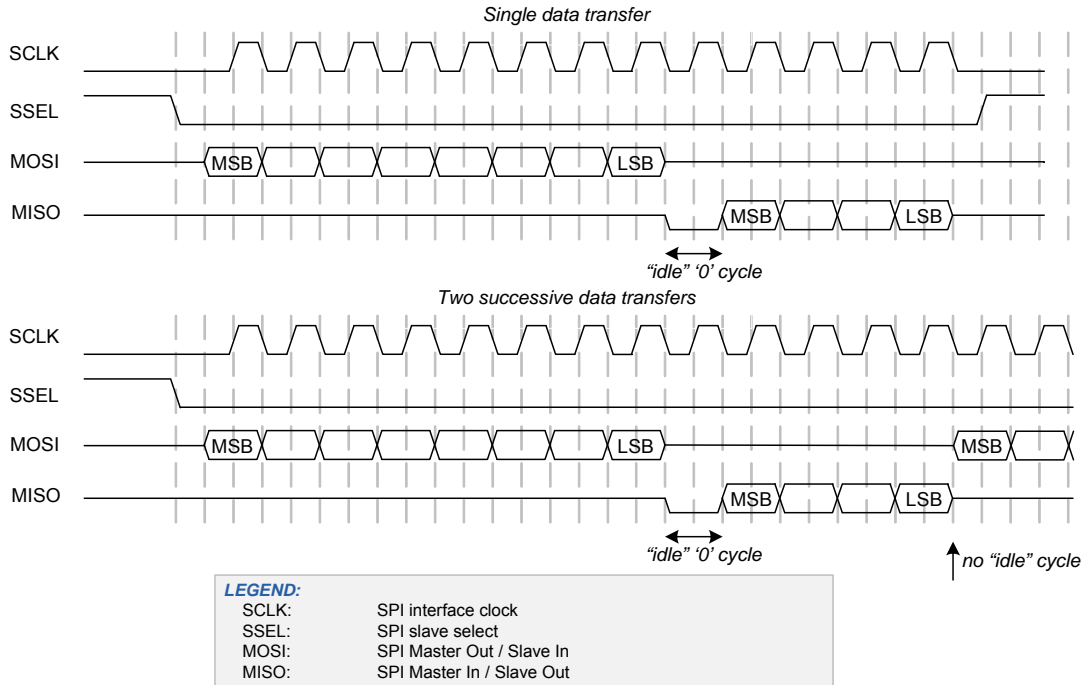 Single data transfer
SCLK
SSEL
MOSI MSB LSB
MISO MSB LSB
“idle” ‘0’ cycle
Two successive data transfers
SCLK
SSEL
MOSI MSB LSB MSB
MISO MSB LSB
“idle” ‘0’ cycle no “idle” cycle
LEGEND:
SCLK: SPI interface clock
SSEL: SPI slave select
MOSI: SPI Master Out / Slave In
MISO: SPI Master In / Slave Out